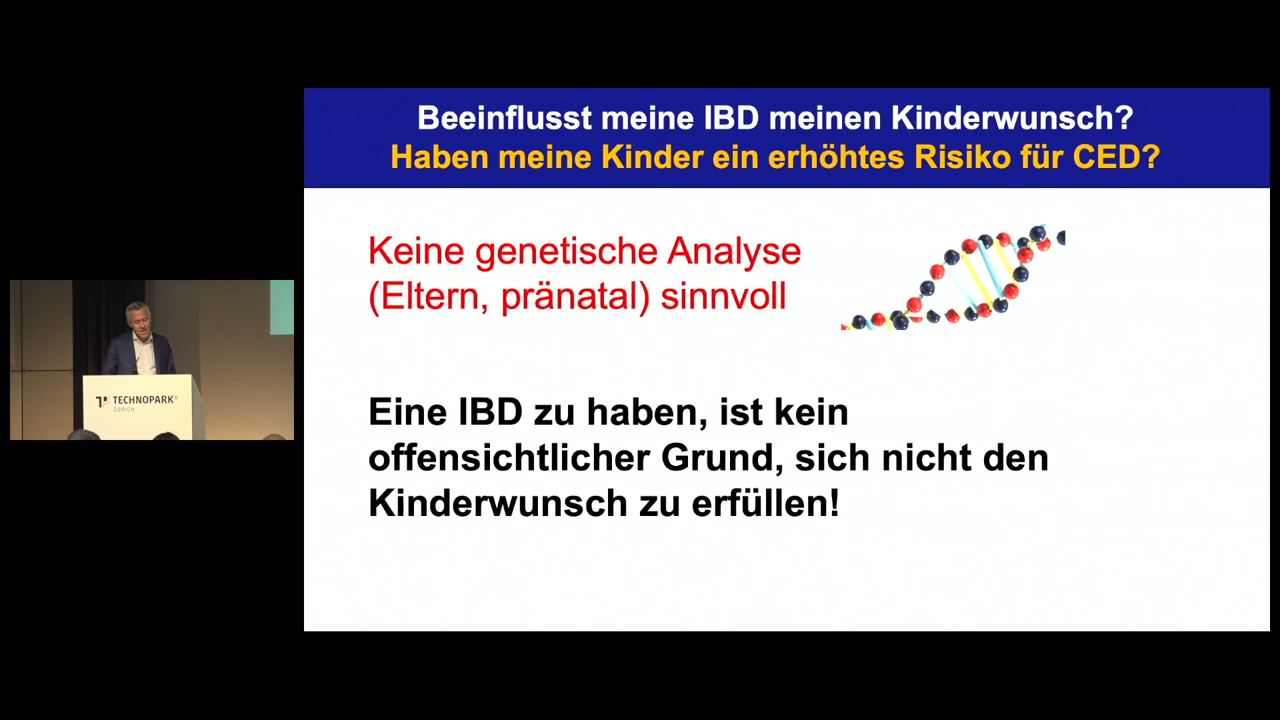 Beeinflusst meine IBD meinen Kinderwunsch?
Haben meine Kinder ein erhöhtes Risiko für CED?
Keine genetische Analyse
(Eltern, pränatal) sinnvoll
Eine IBD zu haben, ist kein
offensichtlicher Grund, sich nicht den
Kinderwunsch zu erfüllen!
TECHNOPARK®
ZÜRICH